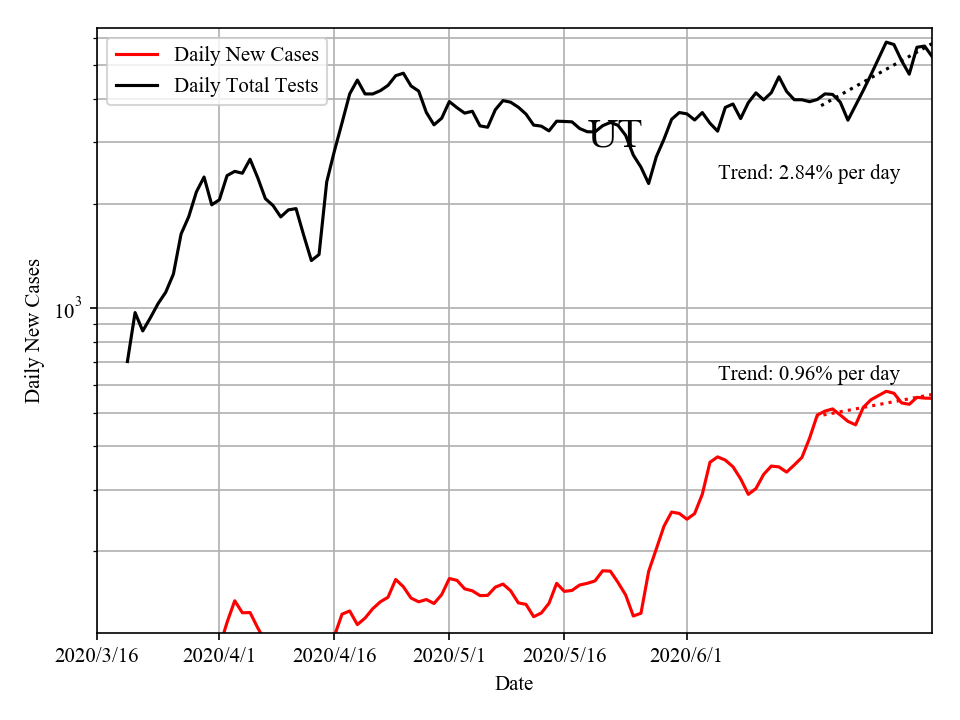 Daily New Cases
Daily Total Tests
UT
Trend: 2.84% per day
Trend: 0.96% per day
Daily New Cases
10³
2020/3/16 2020/4/1 2020/4/16 2020/5/1 2020/5/16 2020/6/1
Date